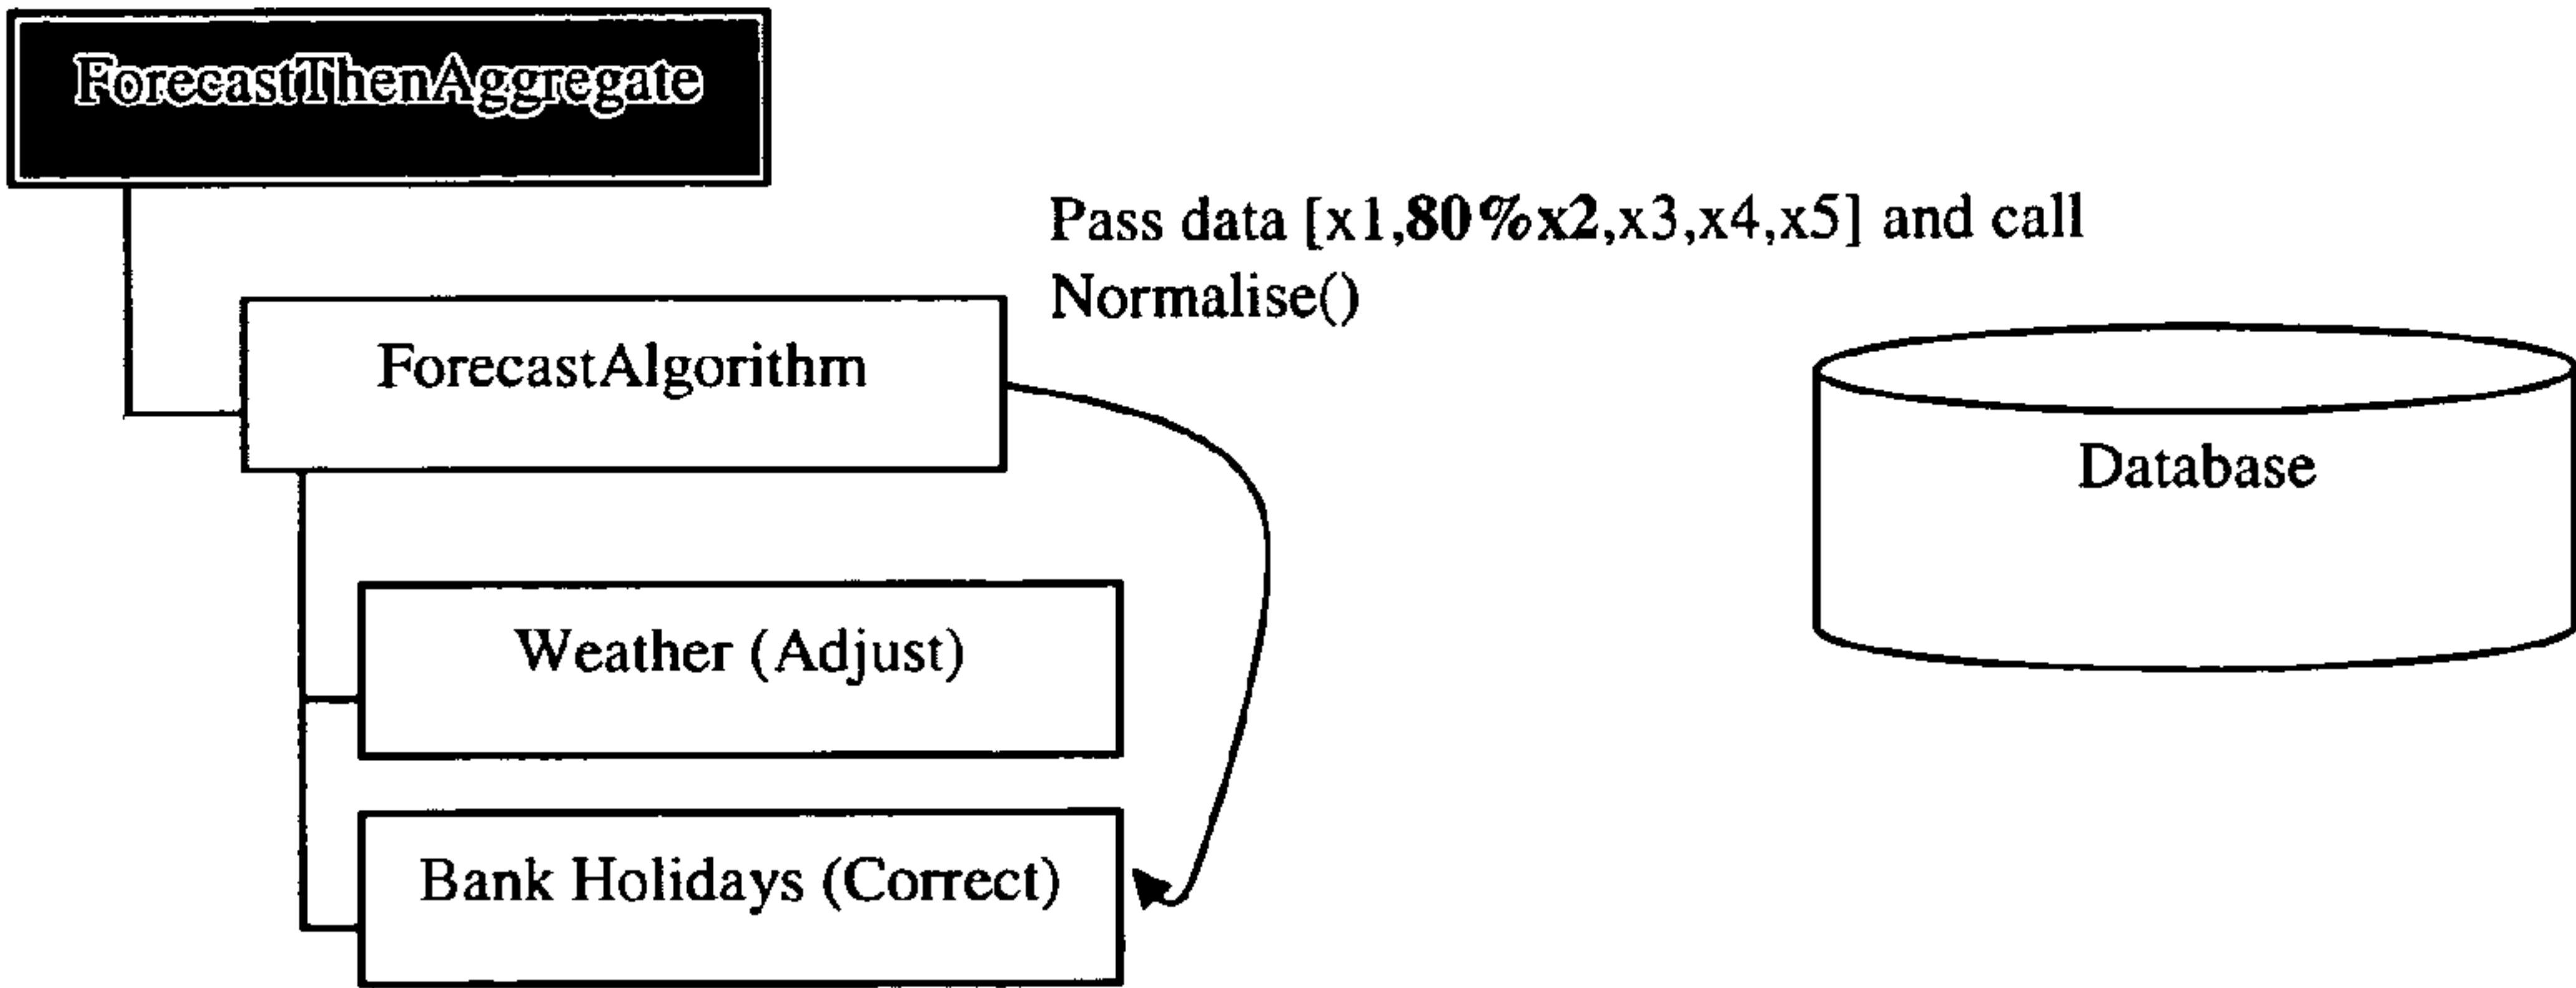 ForecastThenAggregate
Pass data [x1,80%x2,x3,x4,x5] and call
Normalise()
ForecastAlgorithm
Database
Weather (Adjust)
Bank Holidays (Correct)